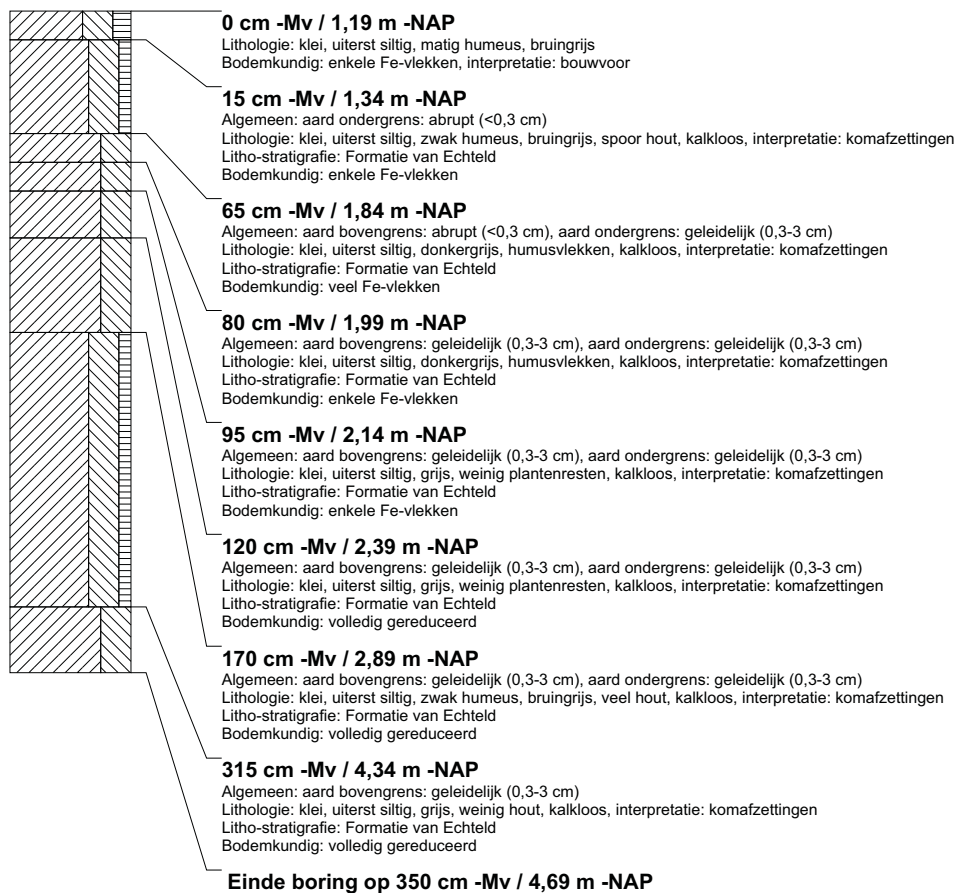 0 cm -Mv / 1,19 m -NAP
Lithologie: klei, uiterst siltig, matig humeus, bruingrijs
Bodemkundig: enkele Fe-vlekken, interpretatie: bouwvoor
15 cm -Mv / 1,34 m -NAP
Algemeen: aard ondergrens: abrupt (<0,3 cm)
Lithologie: klei, uiterst siltig, zwak humeus, bruingrijs, spoor hout, kalkloos, interpretatie: komafzettingen
Litho-stratigrafie: Formatie van Echteld
Bodemkundig: enkele Fe-vlekken
65 cm -Mv / 1,84 m -NAP
Algemeen: aard bovengrens: abrupt (<0,3 cm), aard ondergrens: geleidelijk (0,3-3 cm)
Lithologie: klei, uiterst siltig, donkergrijs, humusvlekken, kalkloos, interpretatie: komafzettingen
Litho-stratigrafie: Formatie van Echteld
Bodemkundig: veel Fe-vlekken
80 cm -Mv / 1,99 m -NAP
Algemeen: aard bovengrens: geleidelijk (0,3-3 cm), aard ondergrens: geleidelijk (0,3-3 cm)
Lithologie: klei, uiterst siltig, donkergrijs, humusvlekken, kalkloos, interpretatie: komafzettingen
Litho-stratigrafie: Formatie van Echteld
Bodemkundig: enkele Fe-vlekken
95 cm -Mv / 2,14 m -NAP
Algemeen: aard bovengrens: geleidelijk (0,3-3 cm), aard ondergrens: geleidelijk (0,3-3 cm)
Lithologie: klei, uiterst siltig, grijs, weinig plantenresten, kalkloos, interpretatie: komafzettingen
Litho-stratigrafie: Formatie van Echteld
Bodemkundig: enkele Fe-vlekken
120 cm -Mv / 2,39 m -NAP
Algemeen: aard bovengrens: geleidelijk (0,3-3 cm), aard ondergrens: geleidelijk (0,3-3 cm)
Lithologie: klei, uiterst siltig, grijs, weinig plantenresten, kalkloos, interpretatie: komafzettingen
Litho-stratigrafie: Formatie van Echteld
Bodemkundig: volledig gereduceerd
170 cm -Mv / 2,89 m -NAP
Algemeen: aard bovengrens: geleidelijk (0,3-3 cm), aard ondergrens: geleidelijk (0,3-3 cm)
Lithologie: klei, uiterst siltig, zwak humeus, bruingrijs, veel hout, kalkloos, interpretatie: komafzettingen
Litho-stratigrafie: Formatie van Echteld
Bodemkundig: volledig gereduceerd
315 cm -Mv / 4,34 m -NAP
Algemeen: aard bovengrens: geleidelijk (0,3-3 cm)
Lithologie: klei, uiterst siltig, grijs, weinig hout, kalkloos, interpretatie: komafzettingen
Litho-stratigrafie: Formatie van Echteld
Bodemkundig: volledig gereduceerd
Einde boring op 350 cm -Mv / 4,69 m -NAP